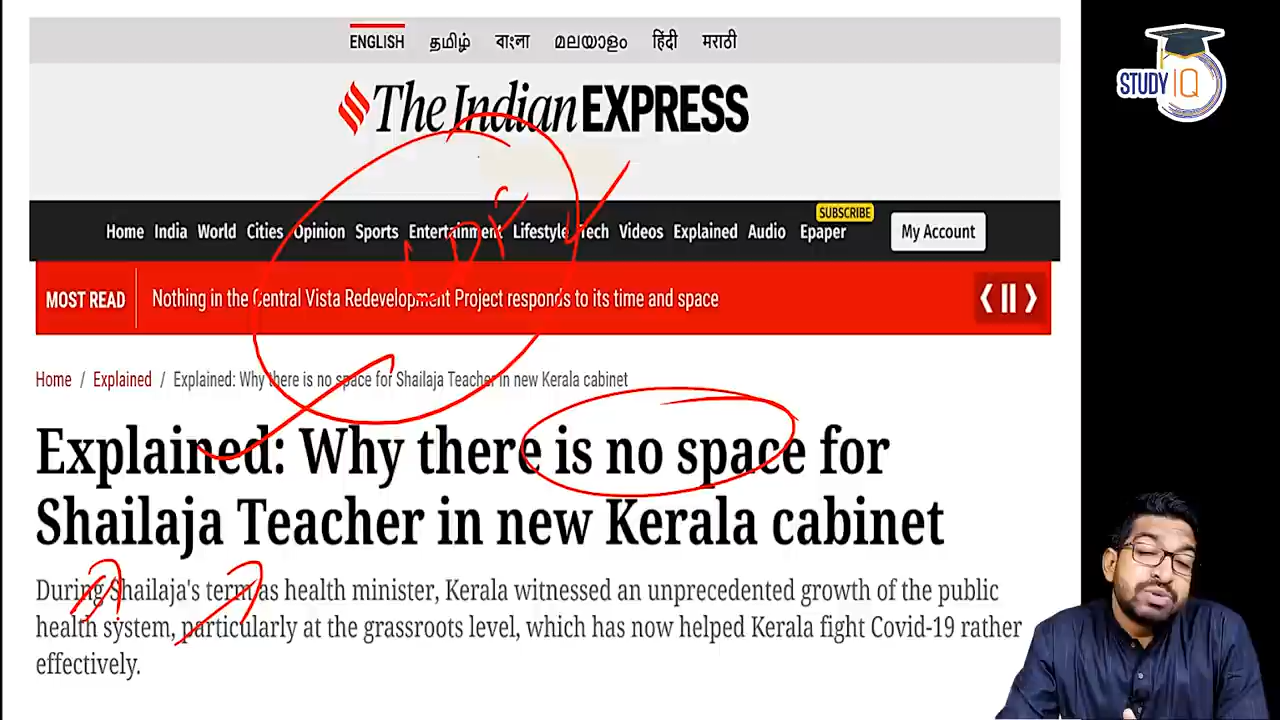 ENGLISH தமிழ் বাংলা മലയാളം हिंदी मराठी
The Indian EXPRESS
STUDY IQ
SUBSCRIBE
Home India World Cities Opinion Sports Entertainment Lifestyle Tech Videos Explained Audio Epaper My Account
LDF
MOST READ Nothing in the Central Vista Redevelopment Project responds to its time and space
Home / Explained / Explained: Why there is no space for Shailaja Teacher in new Kerala cabinet
Explained: Why there is no space for
Shailaja Teacher in new Kerala cabinet
During Shailaja's term as health minister, Kerala witnessed an unprecedented growth of the public
health system, particularly at the grassroots level, which has now helped Kerala fight Covid-19 rather
effectively.